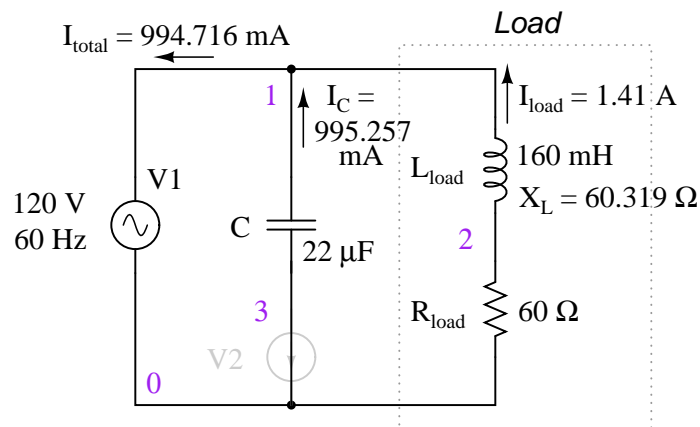 Load
I_total = 994.716 mA
1
I_C =
995.257
mA
I_load = 1.41 A
V1
120 V
60 Hz
C
22 μF
L_load
160 mH
X_L = 60.319 Ω
2
3
R_load
60 Ω
V2
0